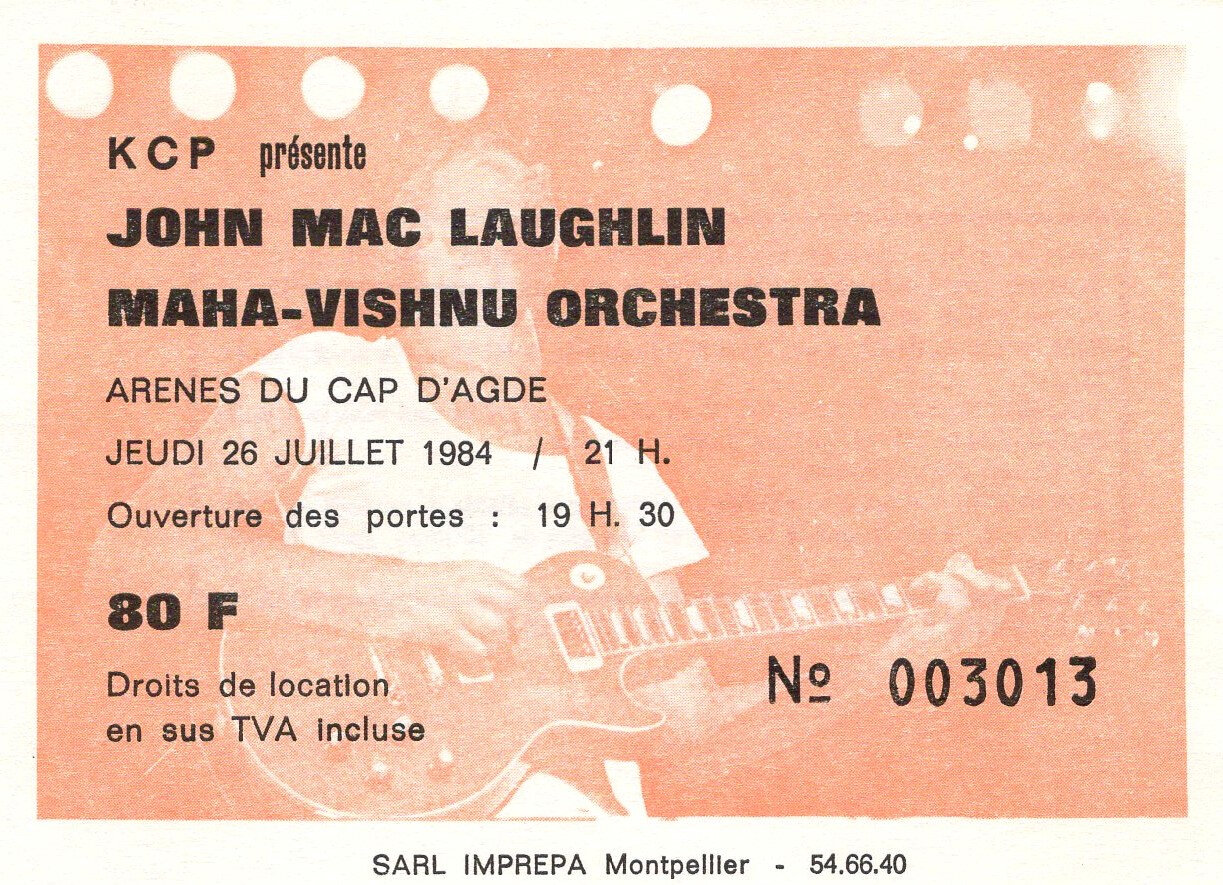 KCP présente
JOHN MAC LAUGHLIN
MAHA-VISHNU ORCHESTRA
ARENES DU CAP D'AGDE
JEUDI 26 JUILLET 1984 / 21 H.
Ouverture des portes : 19 H. 30
80 F
Droits de location
en sus TVA incluse
Nº 003013
SARL IMPREPA Montpellier - 54.66.40